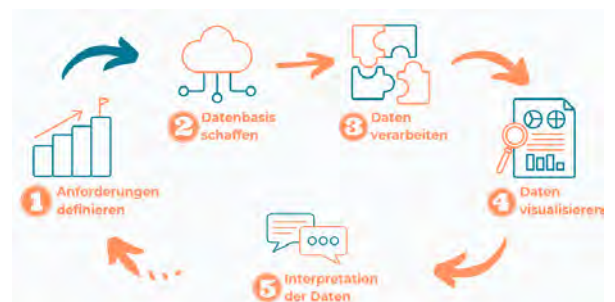 1 Anforderungen
definieren
2 Datenbasis
schaffen
3 Daten
verarbeiten
4 Daten
visualisieren
5 Interpretation
der Daten